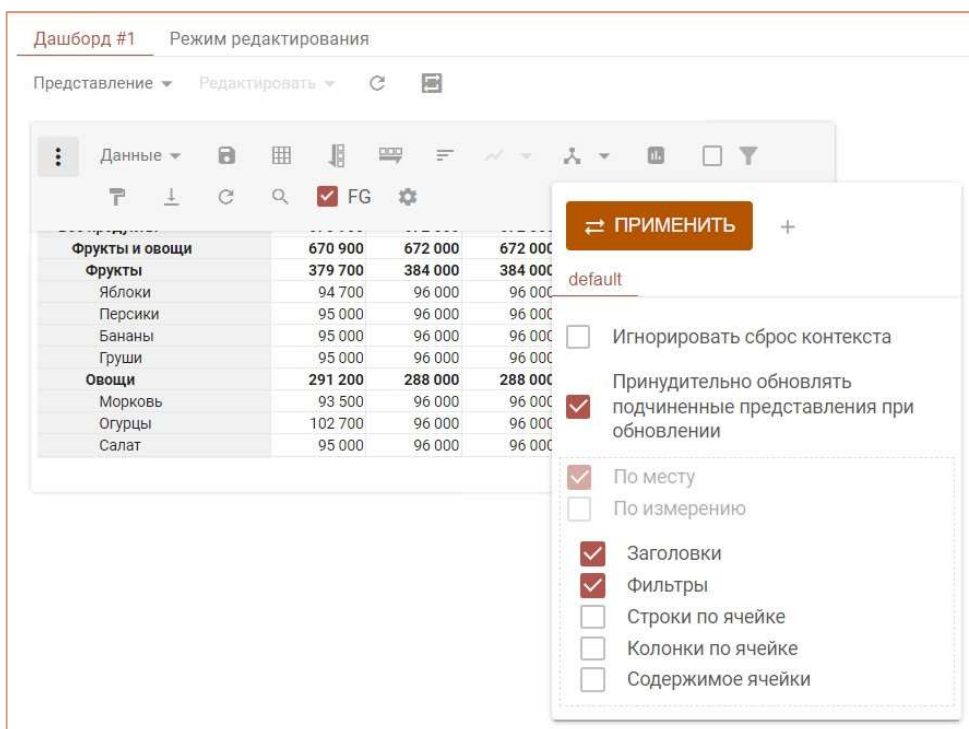 Дашборд #1 Режим редактирования
Представление Редактировать
Данные
FG
ПРИМЕНИТЬ +
default
Фрукты и овощи 670 900 672 000 672 000
Фрукты 379 700 384 000 384 000
Яблоки 94 700 96 000 96 000
Персики 95 000 96 000 96 000
Бананы 95 000 96 000 96 000
Груши 95 000 96 000 96 000
Овощи 291 200 288 000 288 000
Морковь 93 500 96 000 96 000
Огурцы 102 700 96 000 96 000
Салат 95 000 96 000 96 000
Игнорировать сброс контекста
Принудительно обновлять
подчиненные представления при
обновлении
По месту
По измерению
Заголовки
Фильтры
Строки по ячейке
Колонки по ячейке
Содержимое ячейки